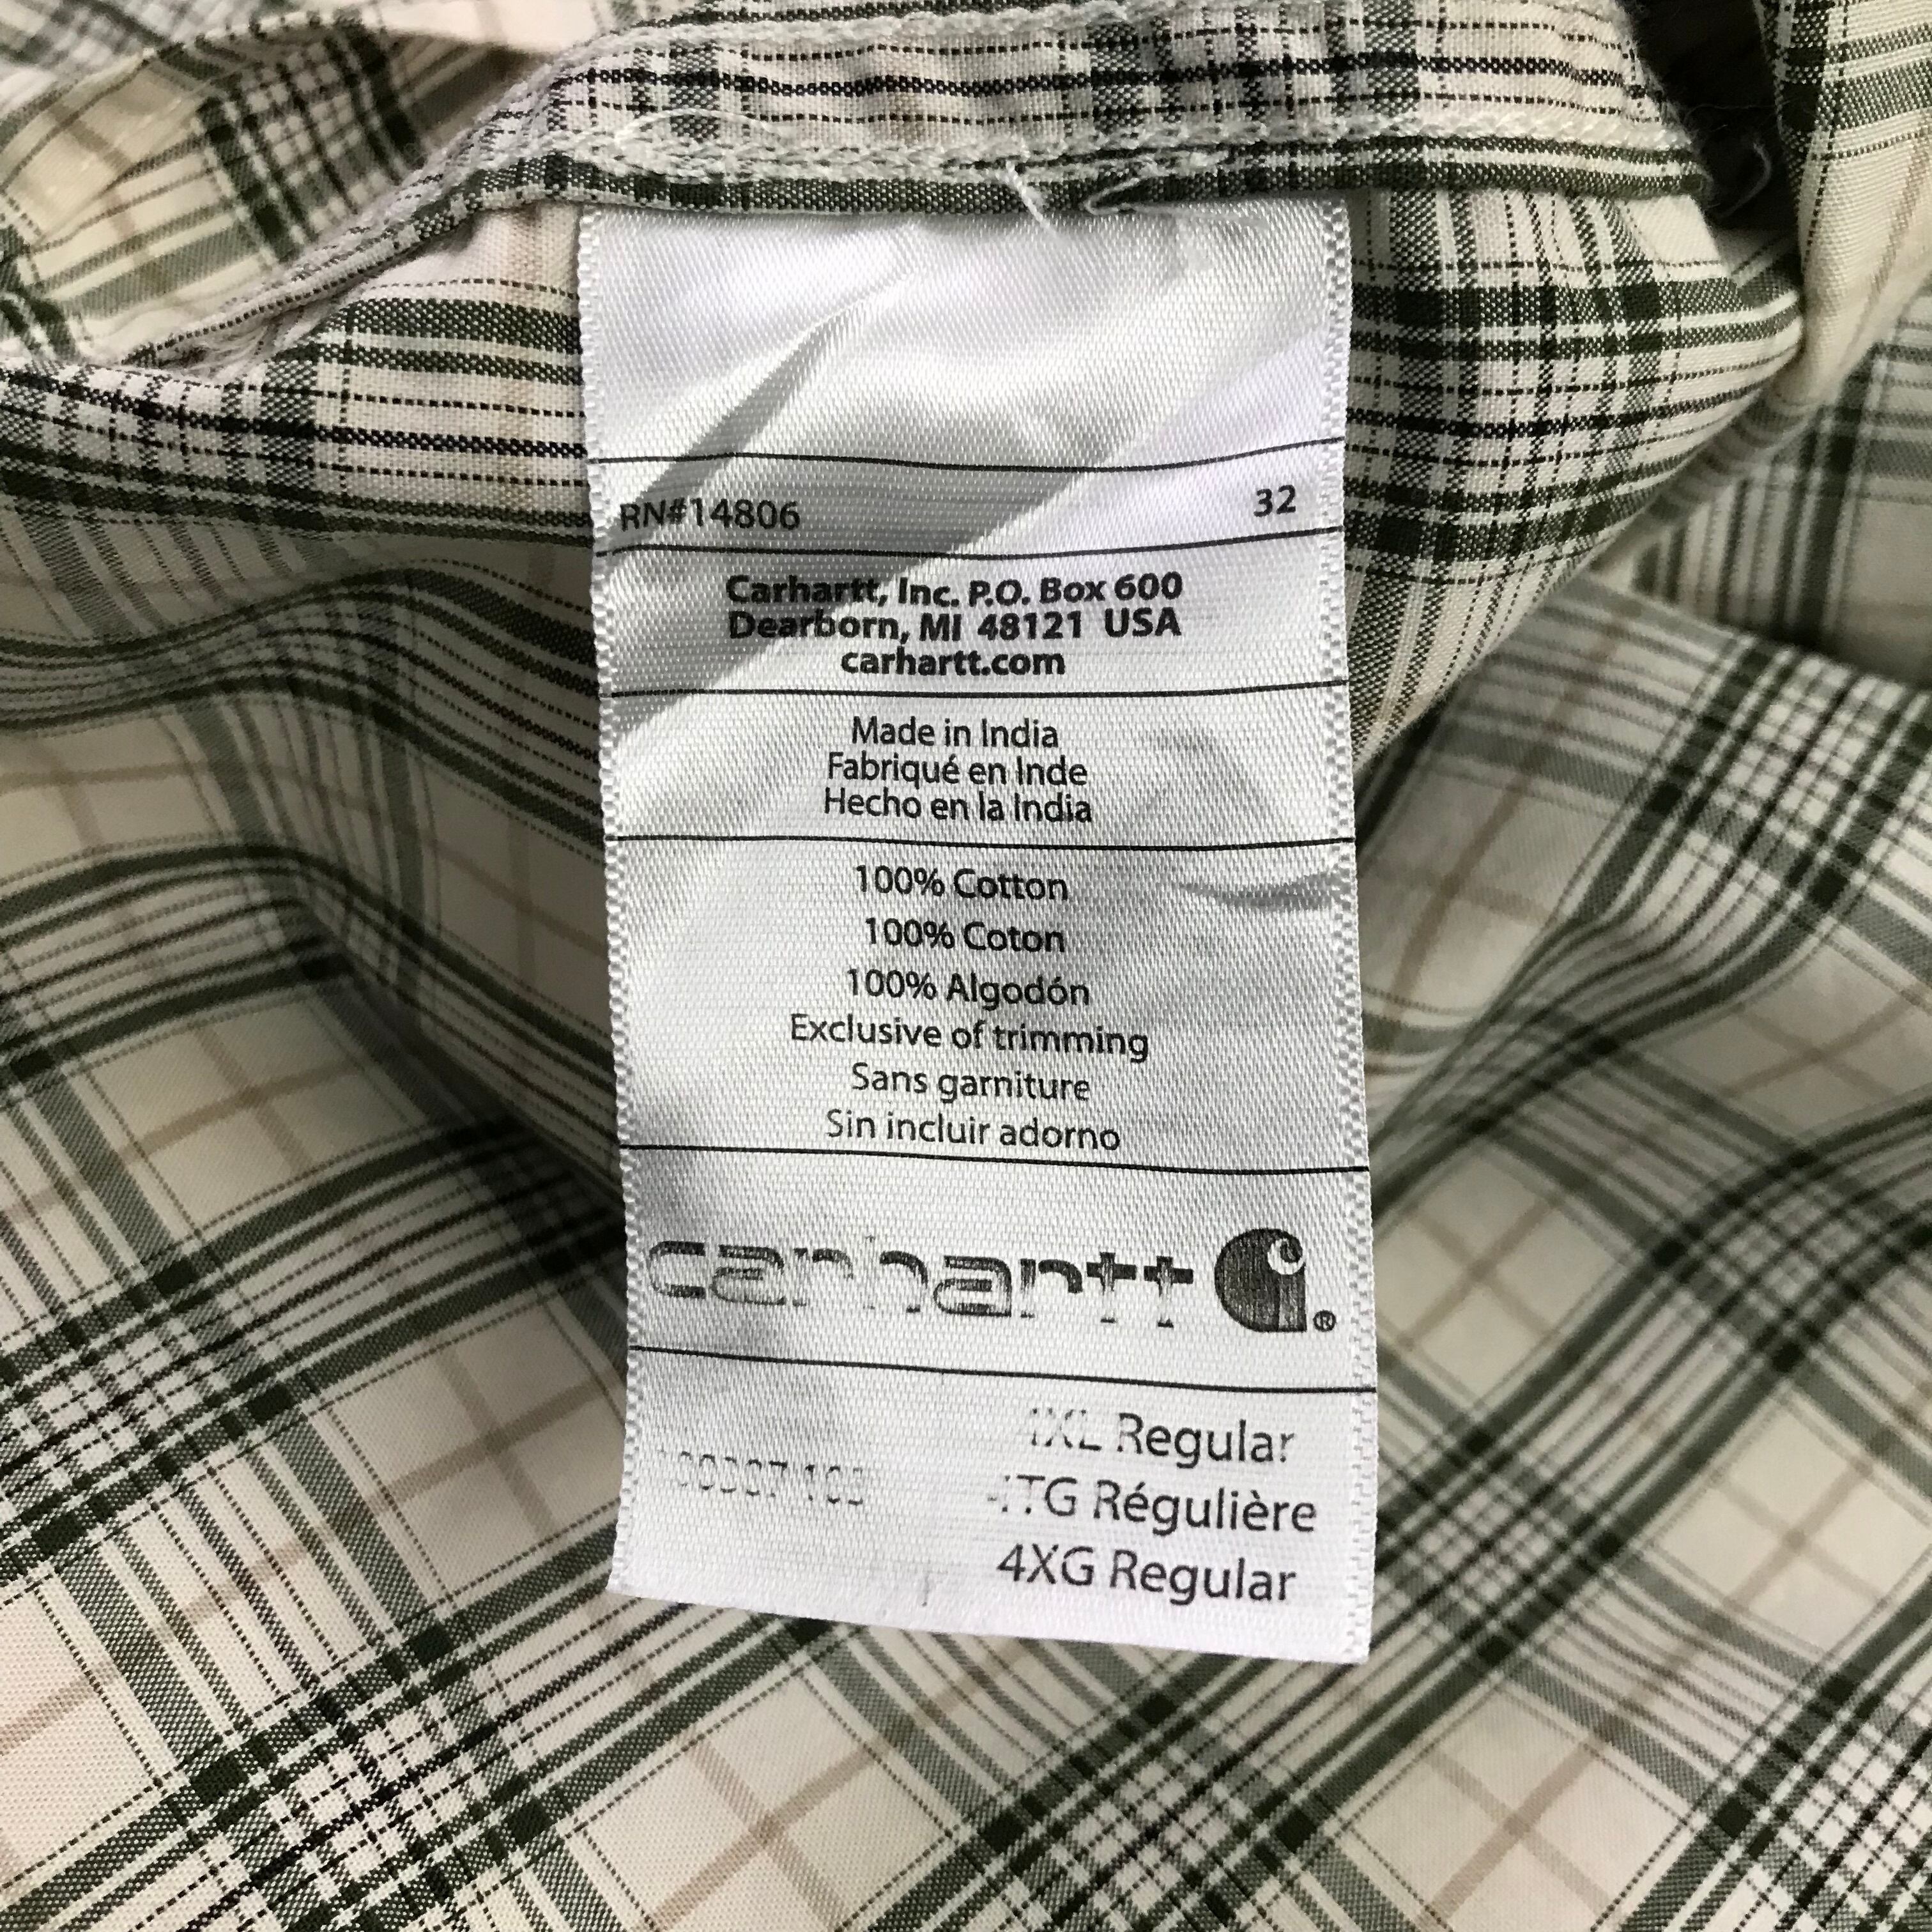 RN#14806 32
Carhartt, Inc. P.O. Box 600
Dearborn, MI 48121 USA
carhartt.com
Made in India
Fabriqué en Inde
Hecho en la India
100% Cotton
100% Coton
100% Algodón
Exclusive of trimming
Sans garniture
Sin incluir adorno
carhartt ®
4XL Regular
4TG Régulière
4XG Regular